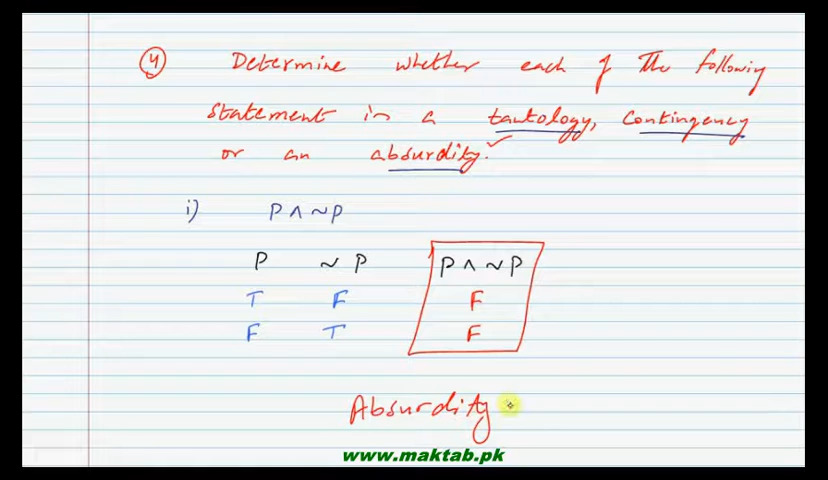 4 Determine whether each of The following
statement is a tautology, Contingency
or an absurdity.
i) P ∧ ~P
P ~P P ∧ ~P
T F F
F T F
Absurdity
www.maktab.pk